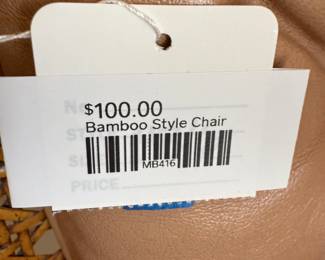 $100.00
Bamboo Style Chair
MB416
PRICE